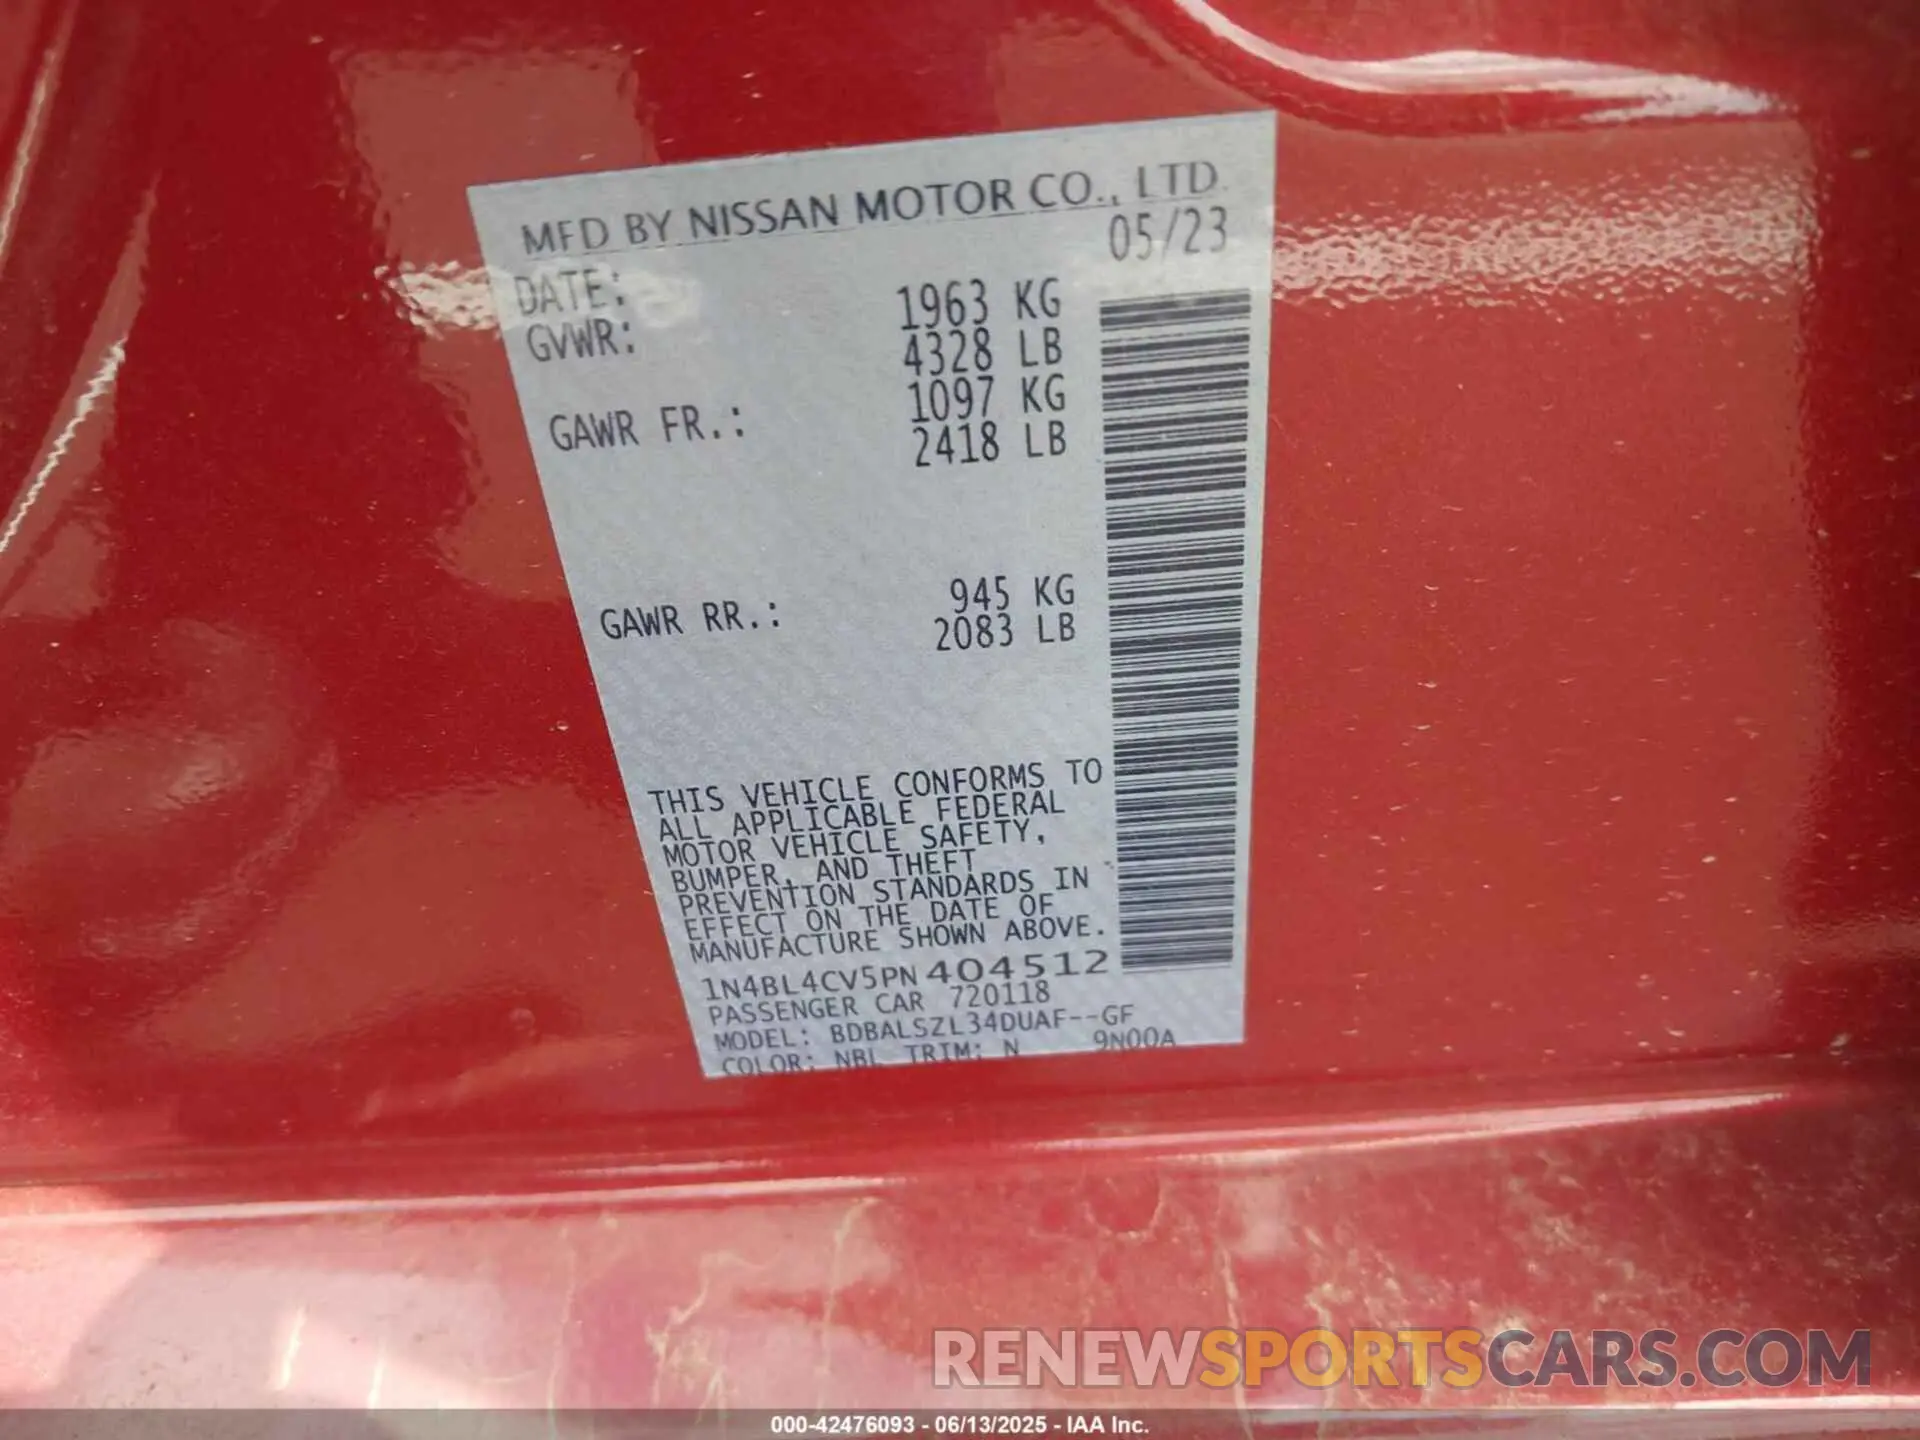 MFD BY NISSAN MOTOR CO., LTD.
DATE: 05/23
GVWR: 1963 KG
4328 LB
GAWR FR.: 1097 KG
2418 LB
GAWR RR.: 945 KG
2083 LB
THIS VEHICLE CONFORMS TO
ALL APPLICABLE FEDERAL
MOTOR VEHICLE SAFETY,
BUMPER, AND THEFT
PREVENTION STANDARDS IN
EFFECT ON THE DATE OF
MANUFACTURE SHOWN ABOVE.
1N4BL4CV5PN404512
PASSENGER CAR 720118
MODEL: BDBALSZL34DUAF--GF
COLOR: NBL TRIM: N 9N00A
RENEWSPORTSCARS.COM
000-42476093 - 06/13/2025 - IAA Inc.